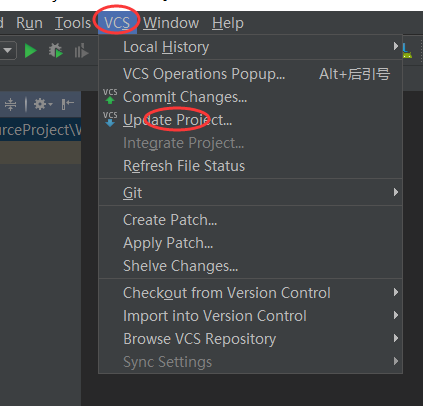 Run Tools VCS Window Help
Local History
VCS Operations Popup... Alt+后引号
VCS Commit Changes...
VCS Update Project...
Integrate Project...
urceProject\V
Refresh File Status
Git
Create Patch...
Apply Patch...
Shelve Changes...
Checkout from Version Control
Import into Version Control
Browse VCS Repository
Sync Settings